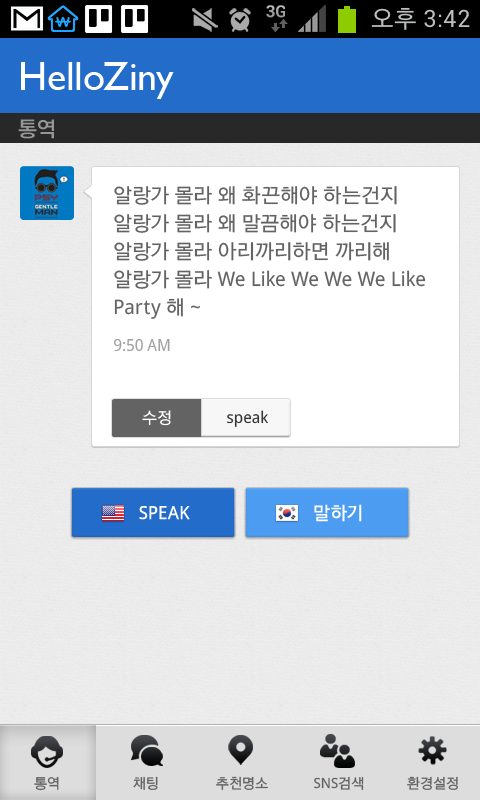 3G 오후 3:42
HelloZiny
통역
PSY
GENTLE
MAN
알랑가 몰라 왜 화끈해야 하는건지
알랑가 몰라 왜 말끔해야 하는건지
알랑가 몰라 아리까리하면 까리해
알랑가 몰라 We Like We We We Like
Party 해 ~
9:50 AM
수정 speak
SPEAK 말하기
통역 채팅 추천명소 SNS검색 환경설정